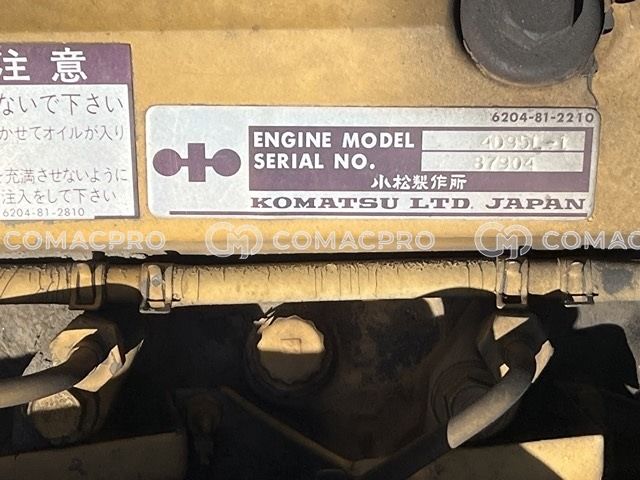 注 意
ないで下さい
かせてオイルが入り
を充満させないように
注入をして下さい
6204-81-2810
6204-81-2210
ENGINE MODEL 4D95L-1
SERIAL NO. 37904
小松製作所
KOMATSU LTD. JAPAN
COMACPRO COMACPRO COMACPRO